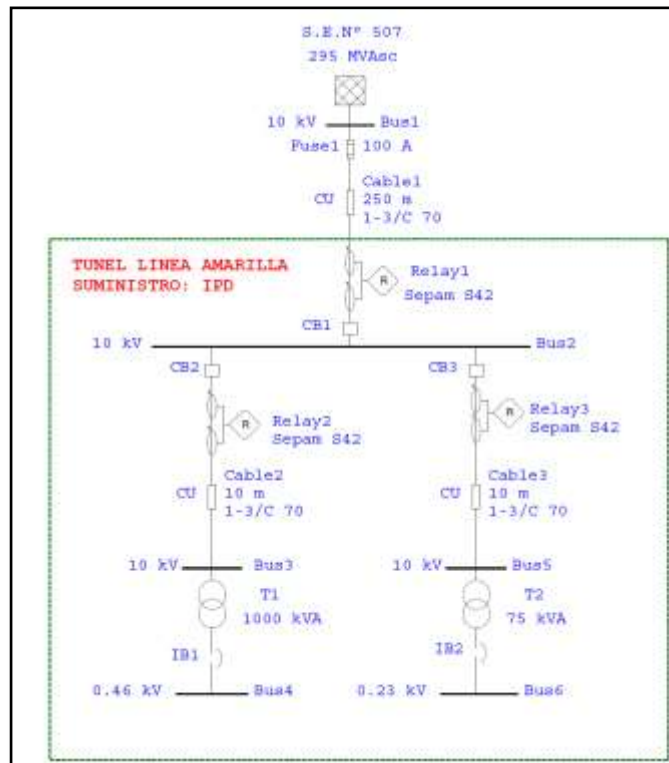 S.E.Nº 507
295 MVAsc
10 kV Bus1
Fuse1 100 A
Cable1
CU 250 m
1-3/C 70
TUNEL LINEA AMARILLA
SUMINISTRO: IPD
R Relay1
Sepam S42
CB1
10 kV Bus2
CB2 CB3
R Relay2 R Relay3
Sepam S42 Sepam S42
Cable2 Cable3
CU 10 m CU 10 m
1-3/C 70 1-3/C 70
10 kV Bus3 10 kV Bus5
T1 T2
1000 kVA 75 kVA
IB1 IB2
0.46 kV Bus4 0.23 kV Bus6